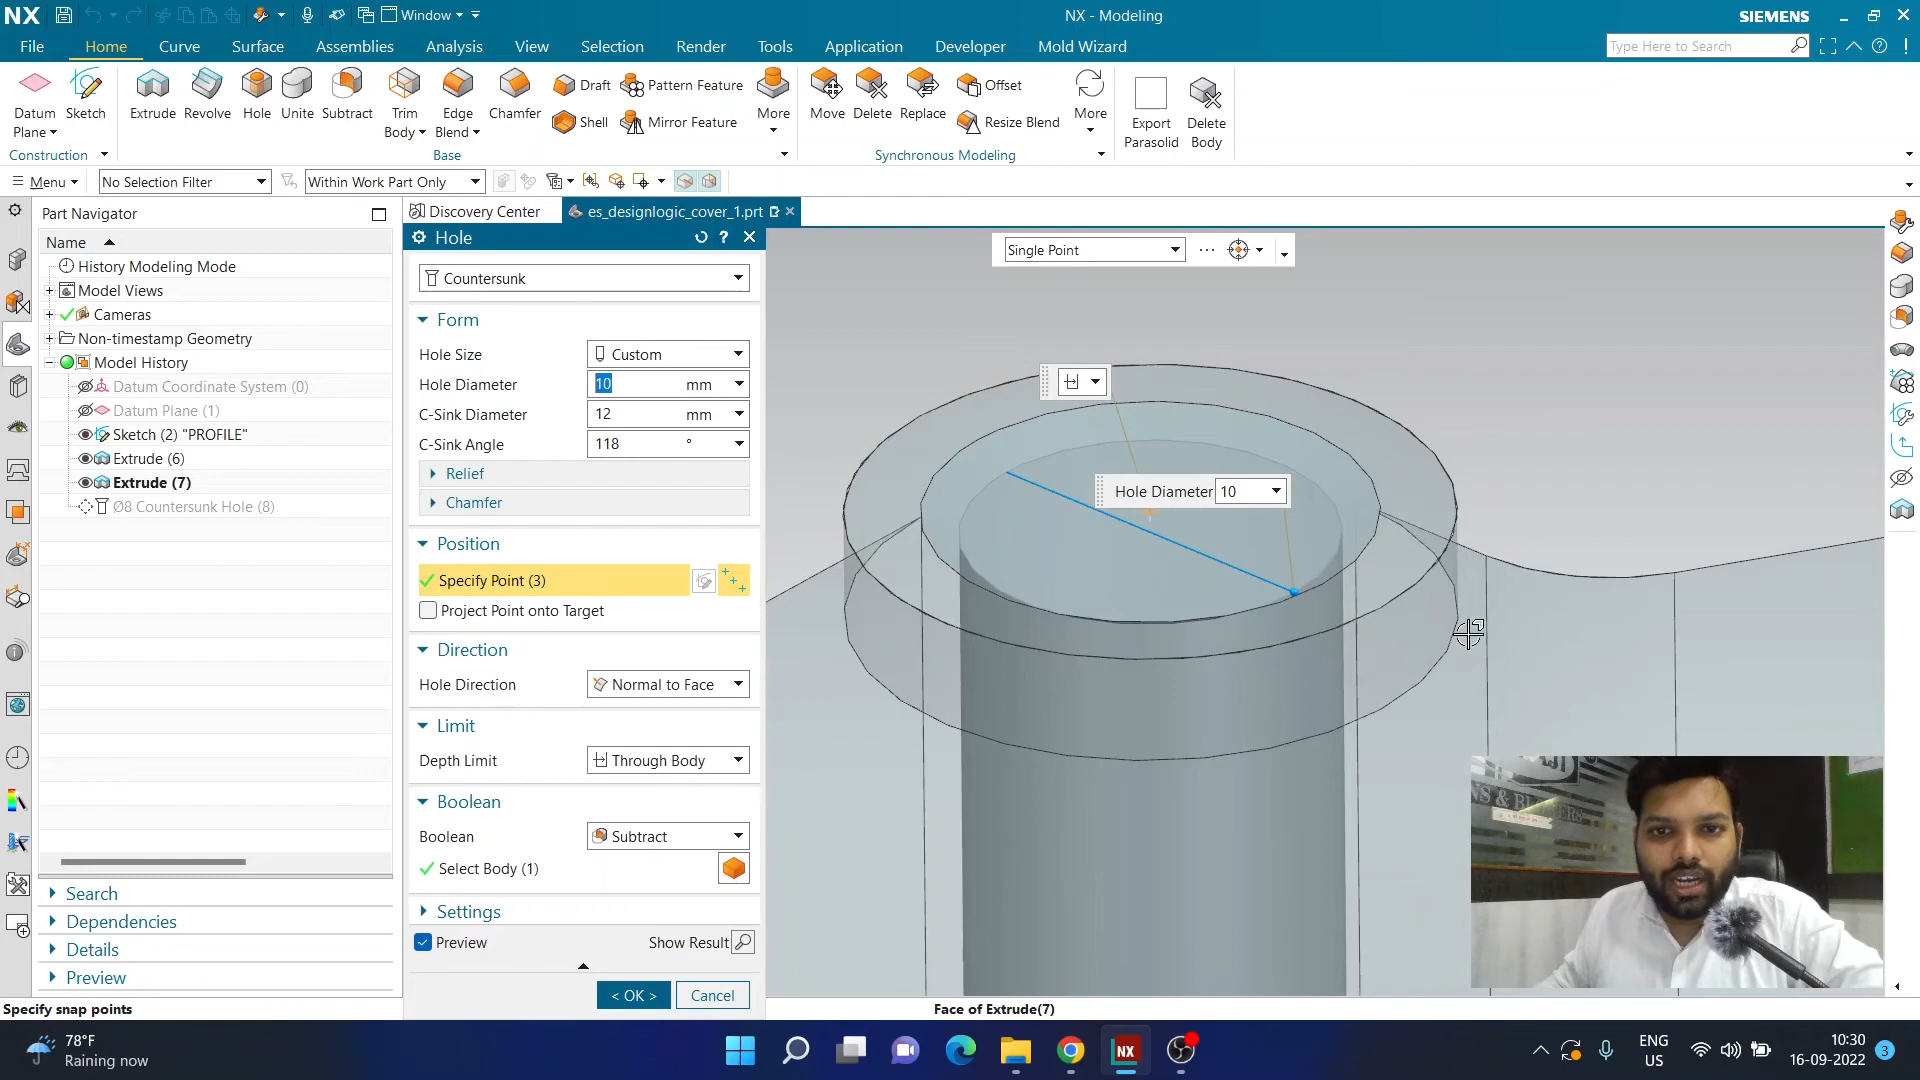 NX
Window
NX - Modeling
SIEMENS
File
Home
Curve
Surface
Assemblies
Analysis
View
Selection
Render
Tools
Application
Developer
Mold Wizard
Type Here to Search
Datum Plane
Sketch
Extrude
Revolve
Hole
Unite
Subtract
Trim Body
Edge Blend
Chamfer
Draft
Shell
Pattern Feature
Mirror Feature
More
Move
Delete
Replace
Offset
Resize Blend
More
Export Parasolid
Delete Body
Construction
Base
Synchronous Modeling
Menu
No Selection Filter
Within Work Part Only
Part Navigator
Name
History Modeling Mode
Model Views
Cameras
Non-timestamp Geometry
Model History
Datum Coordinate System (0)
Datum Plane (1)
Sketch (2) "PROFILE"
Extrude (6)
Extrude (7)
Ø8 Countersunk Hole (8)
Search
Dependencies
Details
Preview
Discovery Center
es_designlogic_cover_1.prt
Hole
Countersunk
Form
Hole Size Custom
Hole Diameter 10 mm
C-Sink Diameter 12 mm
C-Sink Angle 118 °
Relief
Chamfer
Position
Specify Point (3)
Project Point onto Target
Direction
Hole Direction Normal to Face
Limit
Depth Limit Through Body
Boolean
Boolean Subtract
Select Body (1)
Settings
Preview Show Result
< OK > Cancel
Single Point
Hole Diameter 10
NS & B
Specify snap points
Face of Extrude(7)
78°F
Raining now
NX
ENG
US
10:30
16-09-2022
3